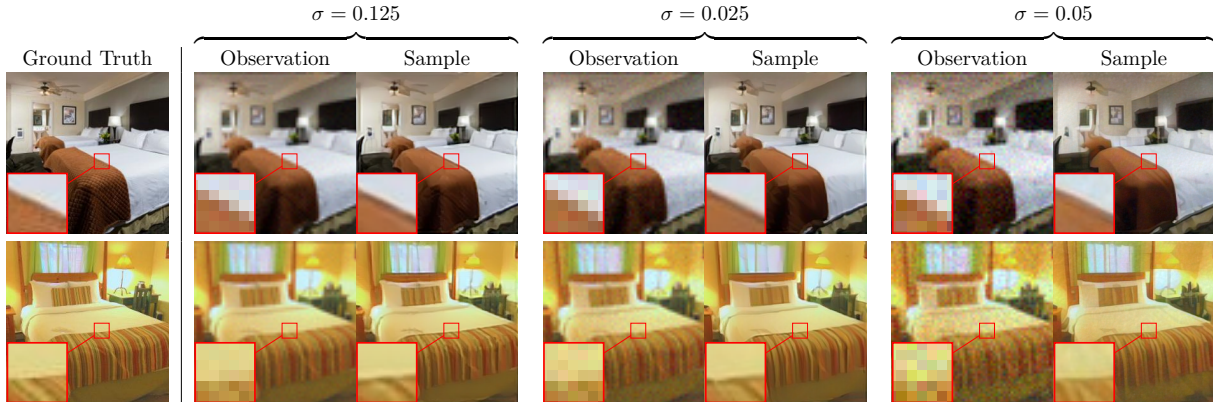 σ = 0.125 σ = 0.025 σ = 0.05
Ground Truth Observation Sample Observation Sample Observation Sample